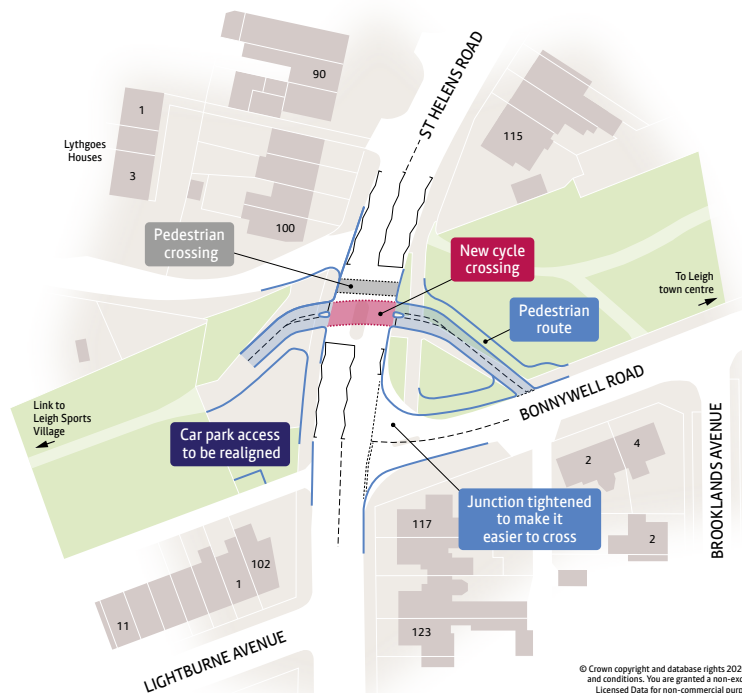 90
ST HELENS ROAD
1
Lythgoes
Houses
3
115
100
Pedestrian
crossing
New cycle
crossing
To Leigh
town centre
Pedestrian
route
Link to
Leigh Sports
Village
Car park access
to be realigned
BONNYWELL ROAD
BROOKLANDS AVENUE
4
2
2
Junction tightened
to make it
easier to cross
117
102
1
11
123
LIGHTBURNE AVENUE
© Crown copyright and database rights 202
and conditions. You are granted a non-exc
Licensed Data for non-commercial purp